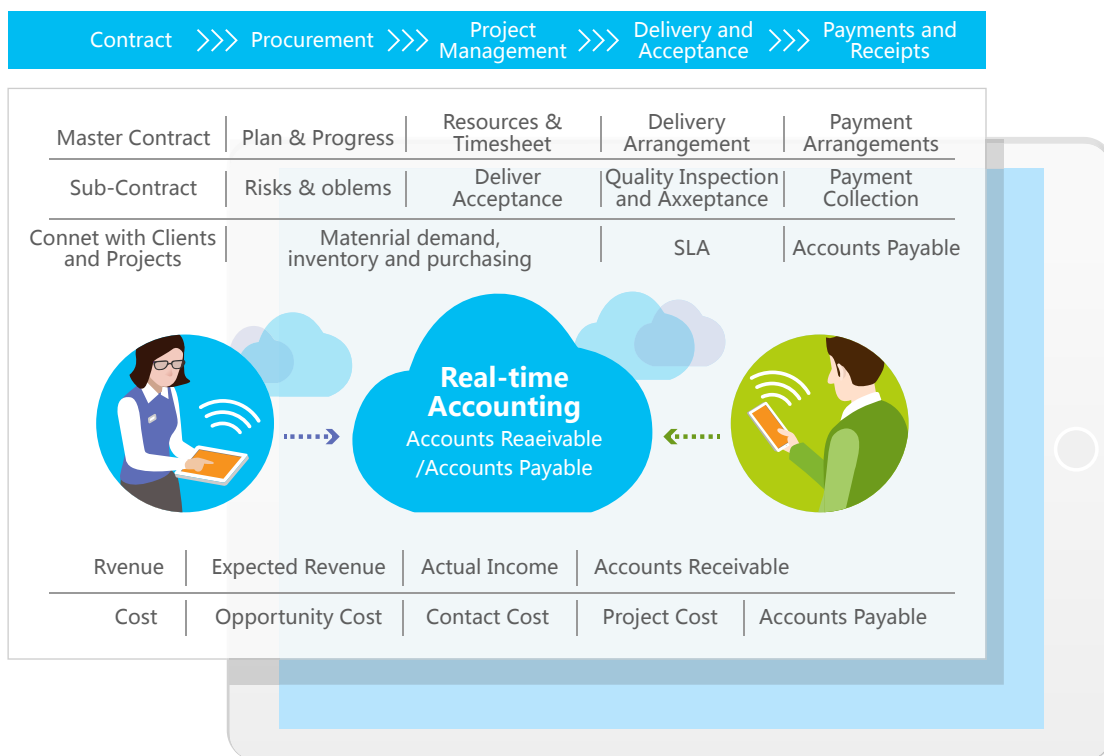 Contract >>> Procurement >>> Project Management >>> Delivery and Acceptance >>> Payments and Receipts
Master Contract | Plan & Progress | Resources & Timesheet | Delivery Arrangement | Payment Arrangements
Sub-Contract | Risks & oblems | Deliver Acceptance | Quality Inspection and Axxeptance | Payment Collection
Connet with Clients and Projects | Matenrial demand, inventory and purchasing | SLA | Accounts Payable
Real-time
Accounting
Accounts Reaeivable
/Accounts Payable
Rvenue | Expected Revenue | Actual Income | Accounts Receivable
Cost | Opportunity Cost | Contact Cost | Project Cost | Accounts Payable